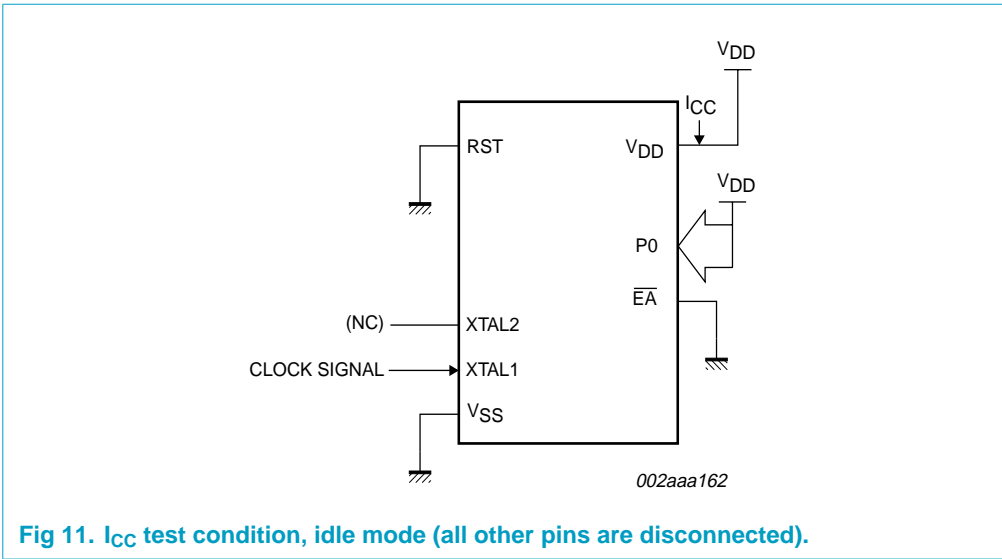 VDD
ICC
RST
VDD
VDD
P0
EA
(NC)
XTAL2
CLOCK SIGNAL
XTAL1
VSS
002aaa162
Fig 11. ICC test condition, idle mode (all other pins are disconnected).